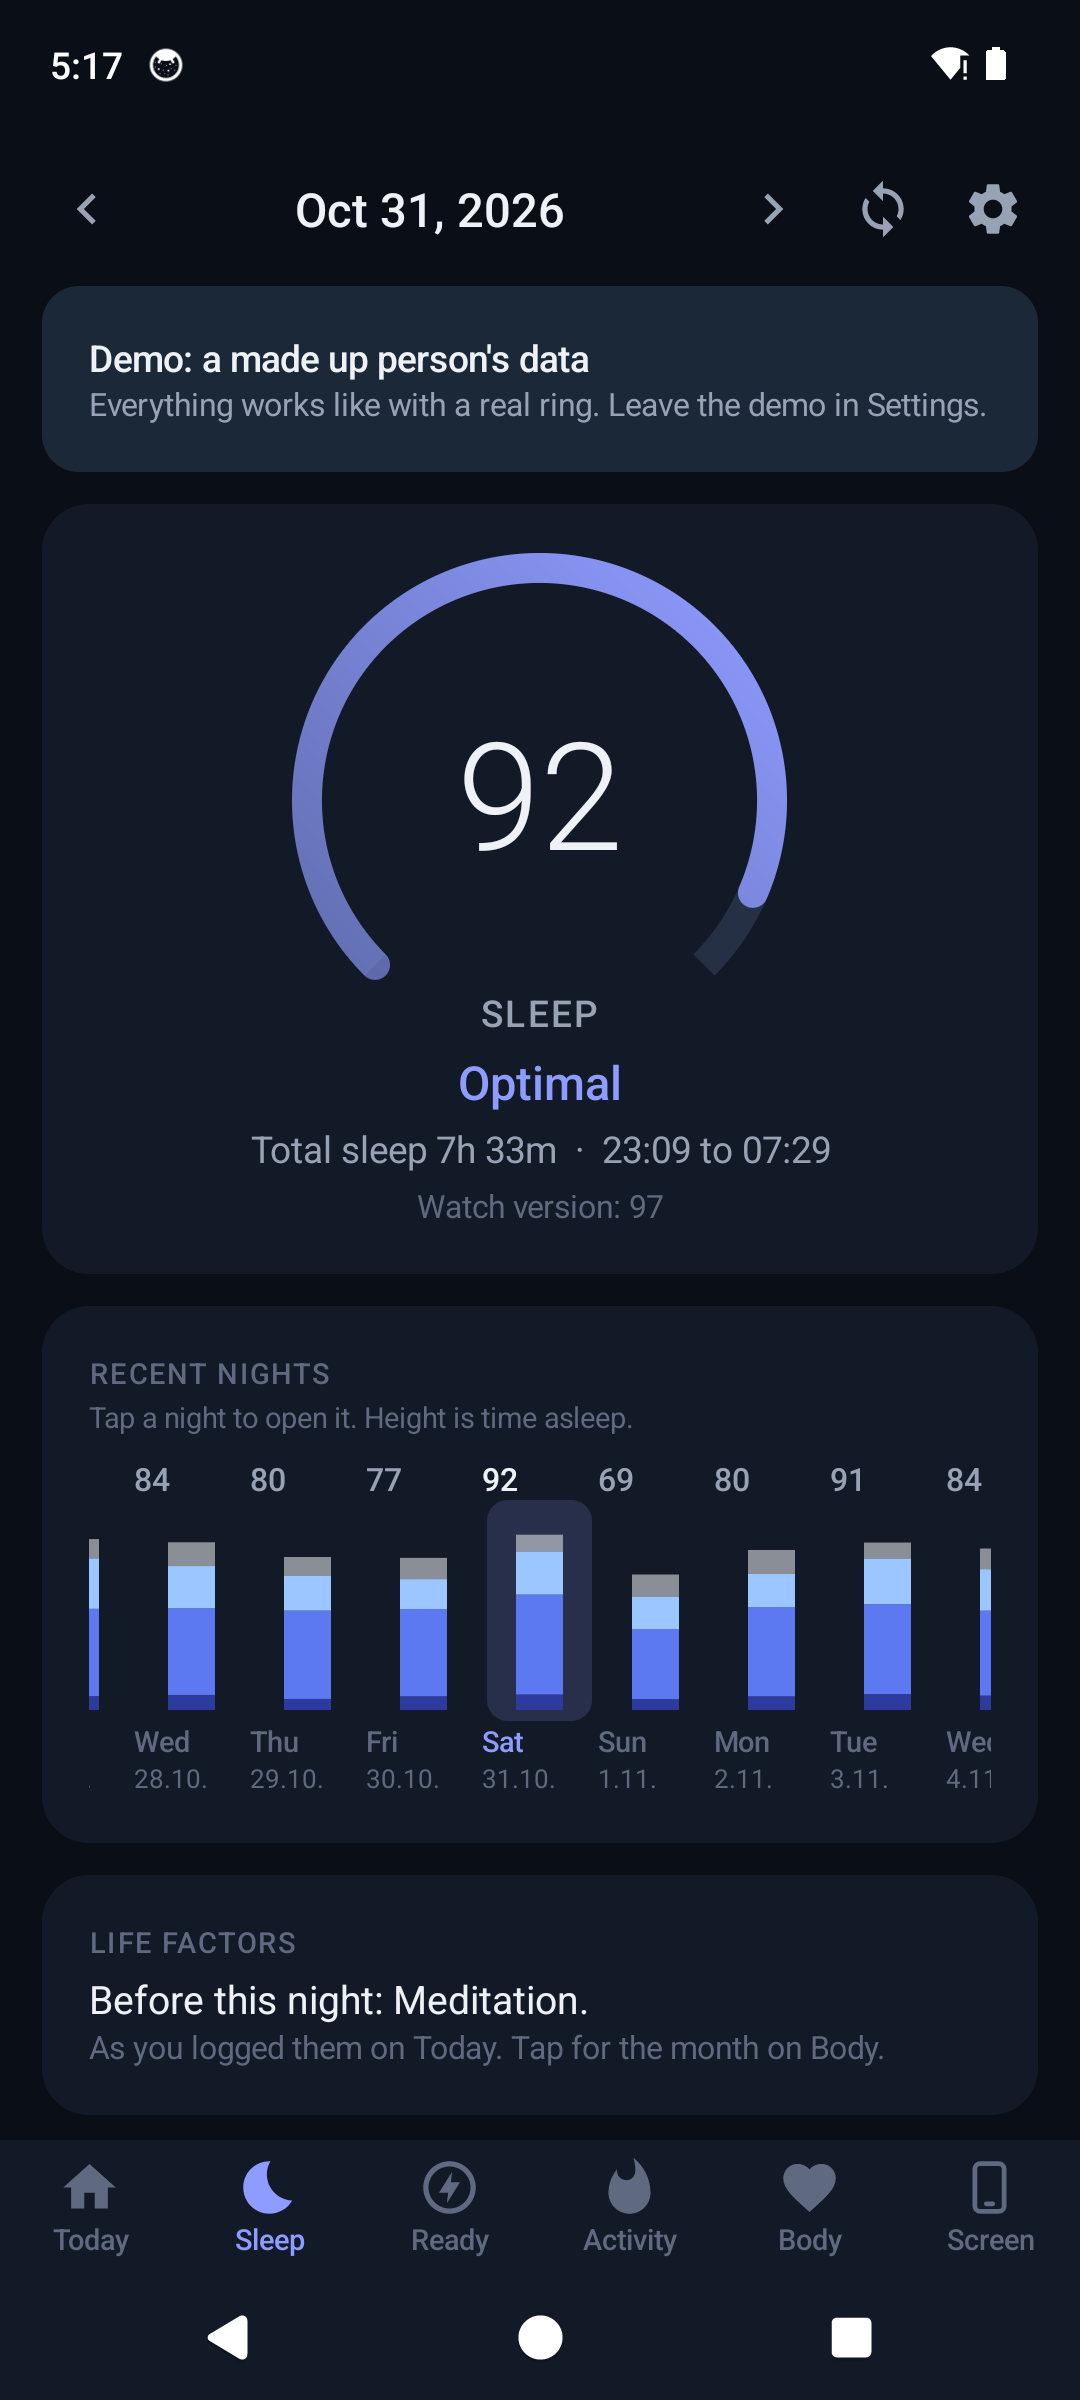 5:17
Oct 31, 2026
Demo: a made up person's data
Everything works like with a real ring. Leave the demo in Settings.
92
SLEEP
Optimal
Total sleep 7h 33m · 23:09 to 07:29
Watch version: 97
RECENT NIGHTS
Tap a night to open it. Height is time asleep.
84 80 77 92 69 80 91 84
Wed Thu Fri Sat Sun Mon Tue
28.10. 29.10. 30.10. 31.10. 1.11. 2.11. 3.11.
LIFE FACTORS
Before this night: Meditation.
As you logged them on Today. Tap for the month on Body.
Today Sleep Ready Activity Body Screen